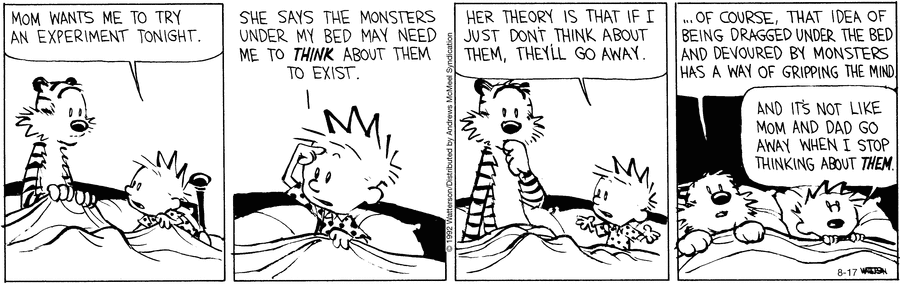 MOM WANTS ME TO TRY
AN EXPERIMENT TONIGHT.
SHE SAYS THE MONSTERS
UNDER MY BED MAY NEED
ME TO THINK ABOUT THEM
TO EXIST.
© 1992 Watterson/Distributed by Andrews McMeel Syndication
HER THEORY IS THAT IF I
JUST DON'T THINK ABOUT
THEM, THEY'LL GO AWAY.
...OF COURSE, THAT IDEA OF
BEING DRAGGED UNDER THE BED
AND DEVOURED BY MONSTERS
HAS A WAY OF GRIPPING THE MIND.
AND IT'S NOT LIKE
MOM AND DAD GO
AWAY WHEN I STOP
THINKING ABOUT THEM.
8-17 WATTERSON